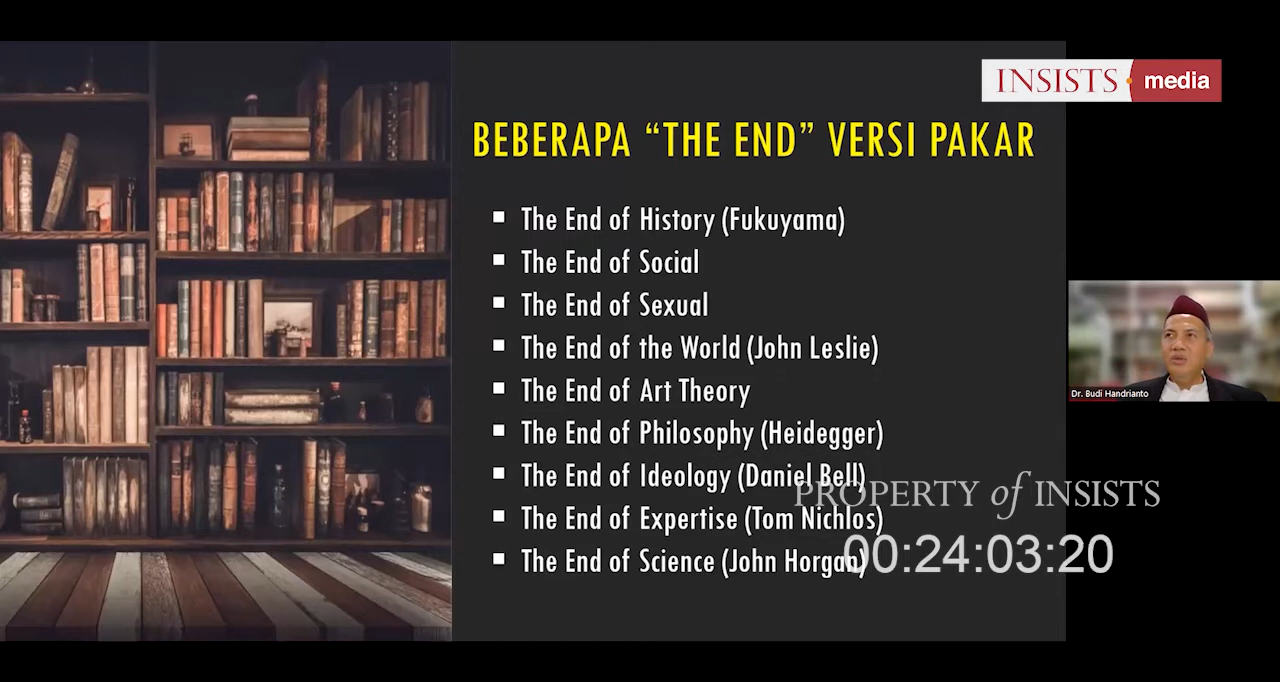 INSISTS media
BEBERAPA “THE END” VERSI PAKAR
▪ The End of History (Fukuyama)
▪ The End of Social
▪ The End of Sexual
▪ The End of the World (John Leslie)
▪ The End of Art Theory
▪ The End of Philosophy (Heidegger)
▪ The End of Ideology (Daniel Bell)
▪ The End of Expertise (Tom Nichlos)
▪ The End of Science (John Horgan)
Dr. Budi Handrianto
PROPERTY of INSISTS
00:24:03:20